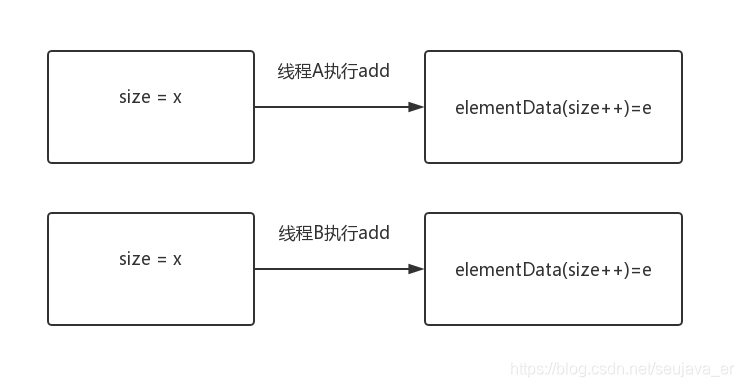 size = x
线程A执行add
elementData(size++)=e
size = x
线程B执行add
elementData(size++)=e
https://blog.csdn.net/seujava_er